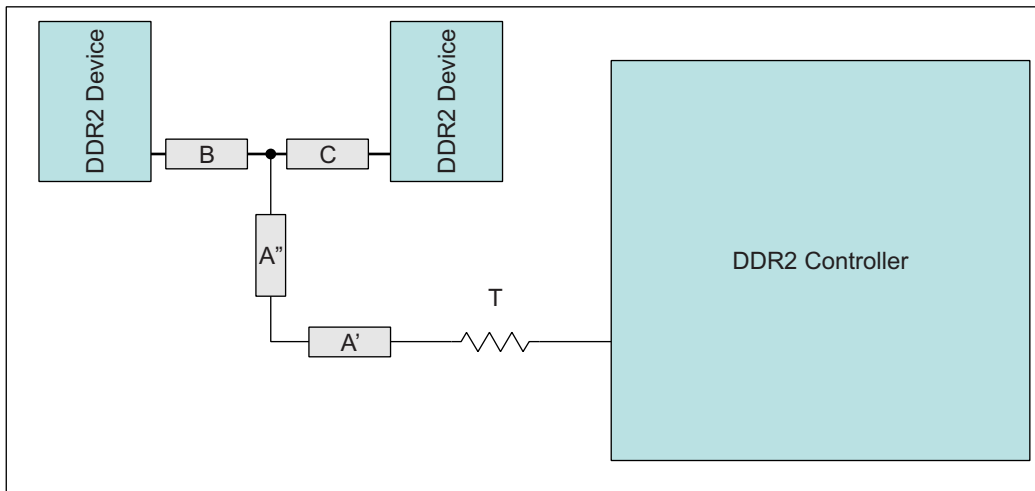 DDR2 Device
DDR2 Device
B
C
A”
DDR2 Controller
T
A’